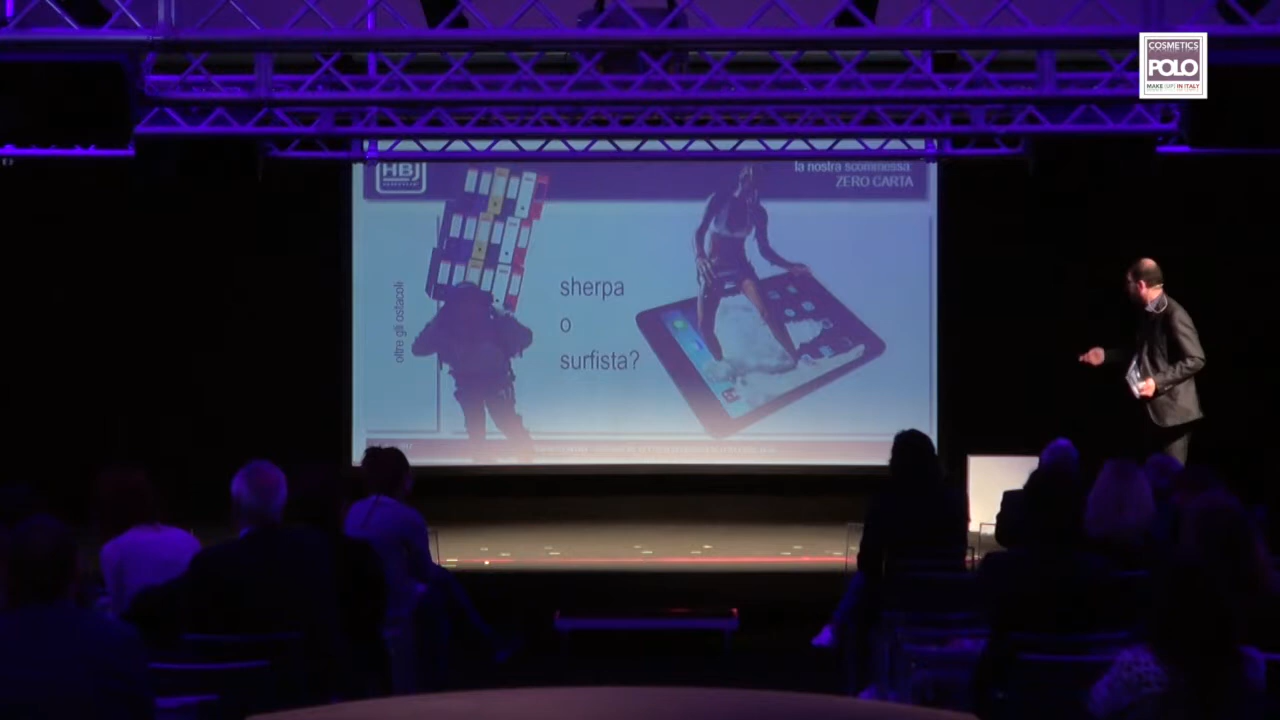 COSMETICS
POLO
MAKE (UP) IN ITALY
HBJ
la nostra scommessa
ZERO CARTA
oltre gli ostacoli
sherpa
o
surfista?